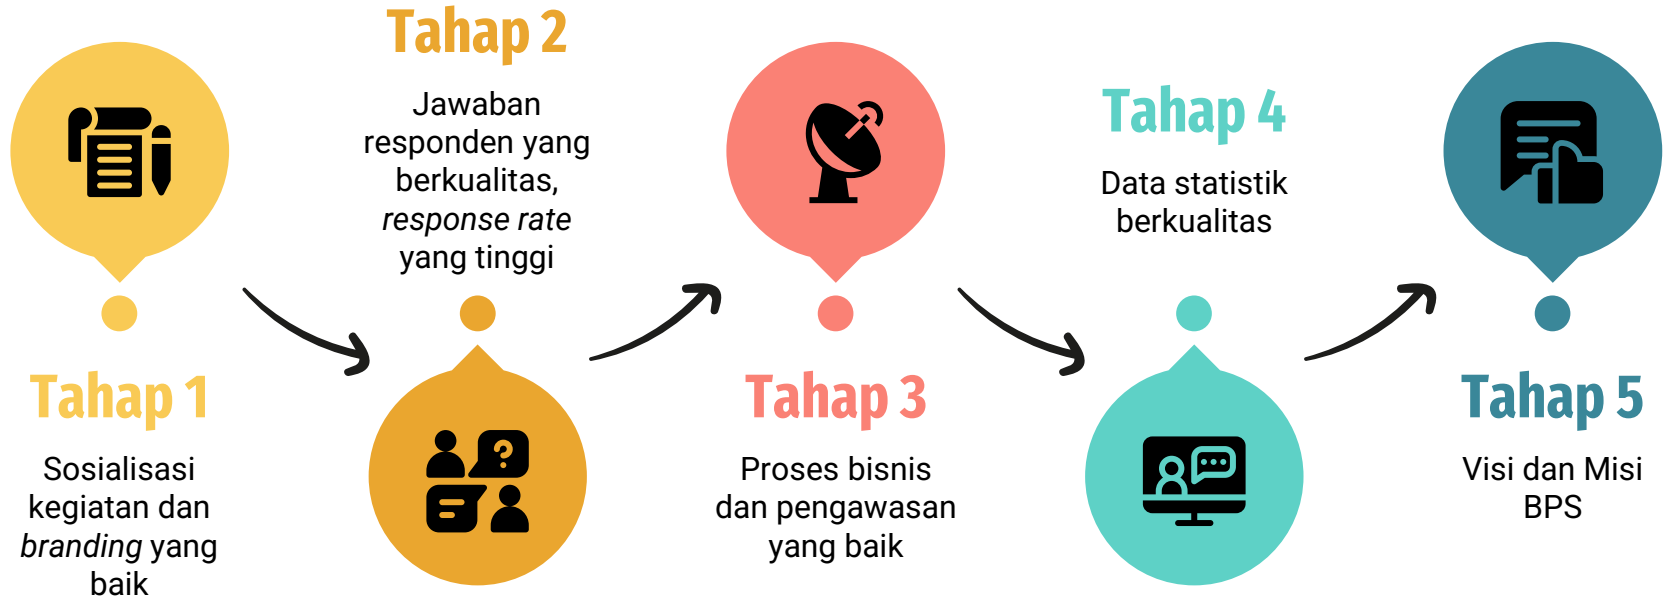 Tahap 1
Sosialisasi
kegiatan dan
branding yang
baik
Tahap 2
Jawaban
responden yang
berkualitas,
response rate
yang tinggi
?
Tahap 3
Proses bisnis
dan pengawasan
yang baik
Tahap 4
Data statistik
berkualitas
Tahap 5
Visi dan Misi
BPS